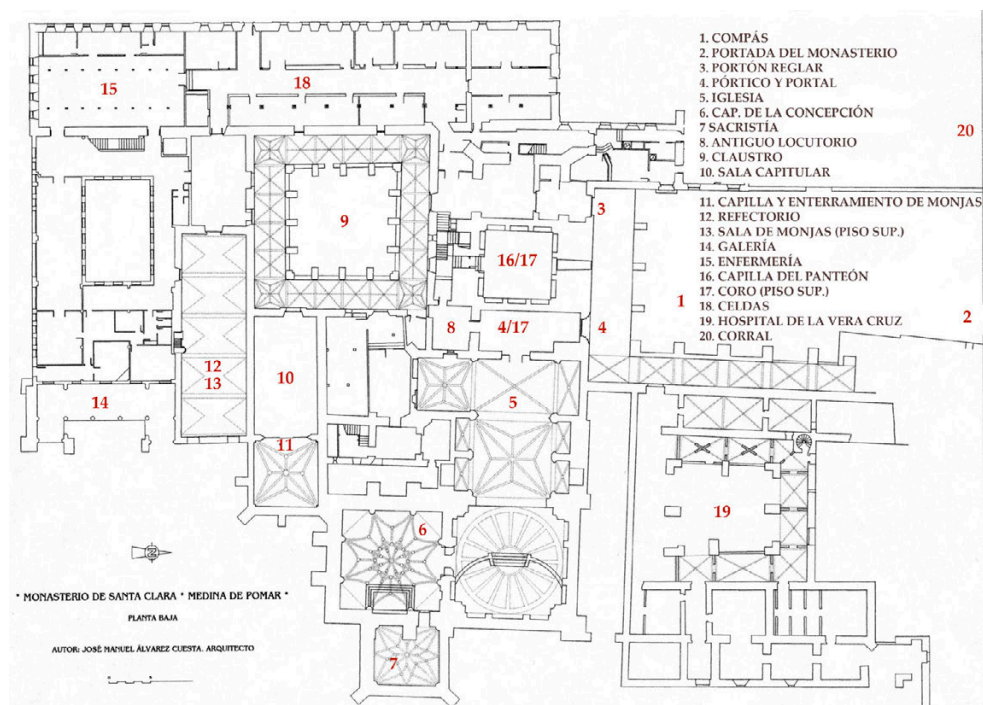 1. COMPÁS
2. PORTADA DEL MONASTERIO
3. PORTÓN REGLAR
4. PÓRTICO Y PORTAL
5. IGLESIA
6. CAP. DE LA CONCEPCIÓN
7 SACRISTÍA
8. ANTIGUO LOCUTORIO
9. CLAUSTRO
10. SALA CAPITULAR
11. CAPILLA Y ENTERRAMIENTO DE MONJAS
12. REFECTORIO
13. SALA DE MONJAS (PISO SUP.)
14. GALERÍA
15. ENFERMERÍA
16. CAPILLA DEL PANTEÓN
17. CORO (PISO SUP.)
18. CELDAS
19. HOSPITAL DE LA VERA CRUZ
20. CORRAL
15
18
20
3
9
16/17
1
2
8
4/17
4
12
13
10
5
14
11
19
6
7
* MONASTERIO DE SANTA CLARA * MEDINA DE POMAR *
PLANTA BAJA
AUTOR: JOSÉ MANUEL ÁLVAREZ CUESTA. ARQUITECTO